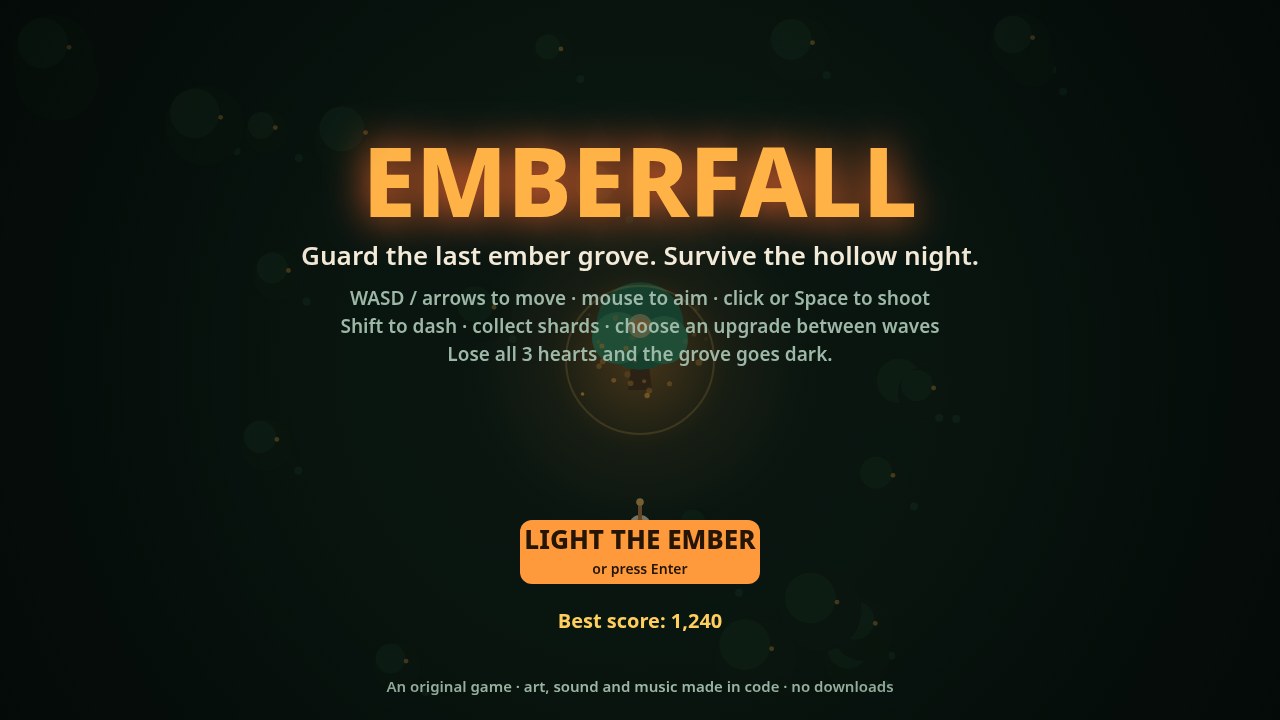 EMBERFALL
Guard the last ember grove. Survive the hollow night.
WASD / arrows to move · mouse to aim · click or Space to shoot
Shift to dash · collect shards · choose an upgrade between waves
Lose all 3 hearts and the grove goes dark.
LIGHT THE EMBER
or press Enter
Best score: 1,240
An original game · art, sound and music made in code · no downloads